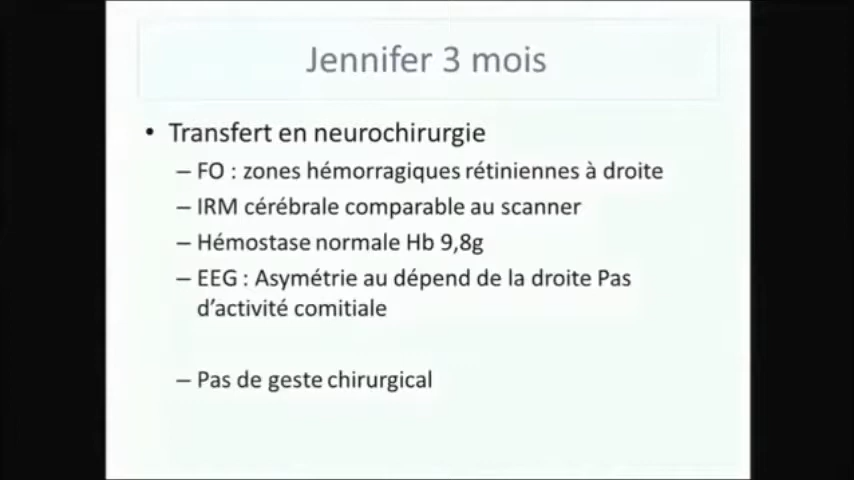 Jennifer 3 mois
• Transfert en neurochirurgie
– FO : zones hémorragiques rétiniennes à droite
– IRM cérébrale comparable au scanner
– Hémostase normale Hb 9,8g
– EEG : Asymétrie au dépend de la droite Pas
d'activité comitiale
– Pas de geste chirurgical